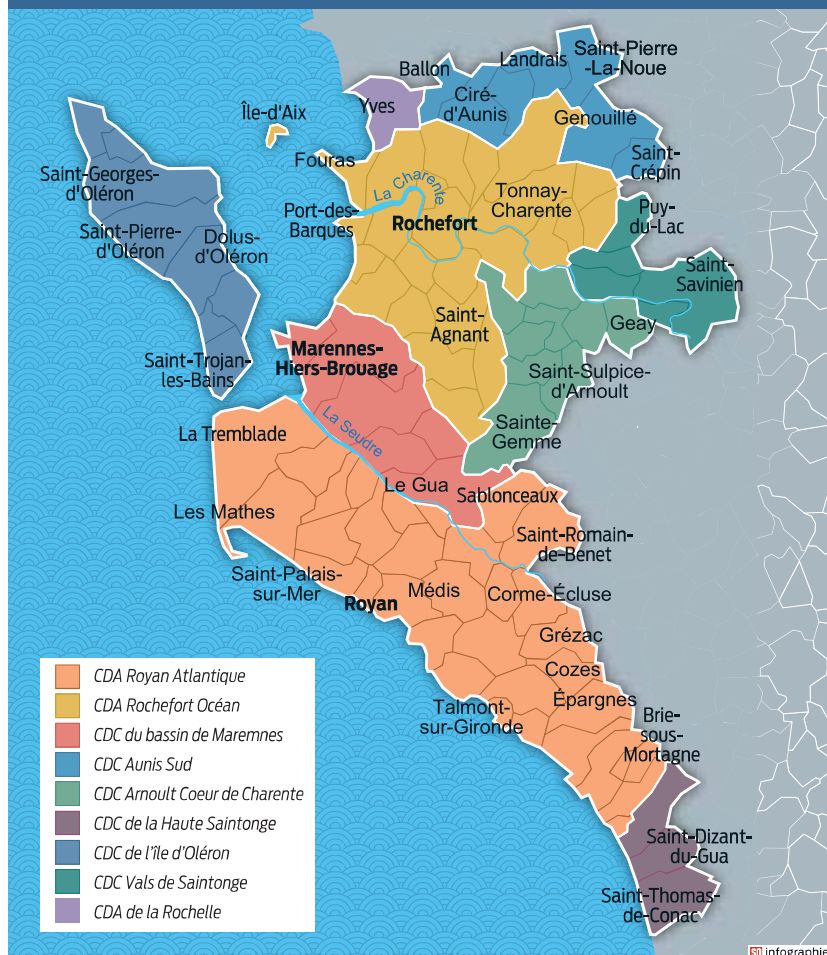 Saint-Pierre
-La-Noue
Landrais
Ballon
Ciré-
d'Aunis
Yves
Île-d'Aix
Genouillé
Fouras
Saint-
Crépin
Saint-Georges-
d'Oléron
La Charente
Tonnay-
Charente
Port-des-
Barques
Rochefort
Puy-
du-Lac
Saint-Pierre-
d'Oléron
Dolus-
d'Oléron
Saint-
Savinien
Saint-
Agnant
Geay
Marennes-
Hiers-Brouage
Saint-Trojan-
les-Bains
Saint-Sulpice-
d'Arnoult
La Tremblade
La Seudre
Sainte-
Gemme
Le Gua
Sablonceaux
Les Mathes
Saint-Romain-
de-Benet
Saint-Palais-
sur-Mer
Royan
Médis
Corme-Écluse
Grézac
Cozes
Épargnes
Talmont-
sur-Gironde
Brie-
sous-
Mortagne
Saint-Dizant-
du-Gua
Saint-Thomas-
de-Conac
CDA Royan Atlantique
CDA Rochefort Océan
CDC du bassin de Maremnes
CDC Aunis Sud
CDC Arnoult Coeur de Charente
CDC de la Haute Saintonge
CDC de l'île d'Oléron
CDC Vals de Saintonge
CDA de la Rochelle
SO infographie